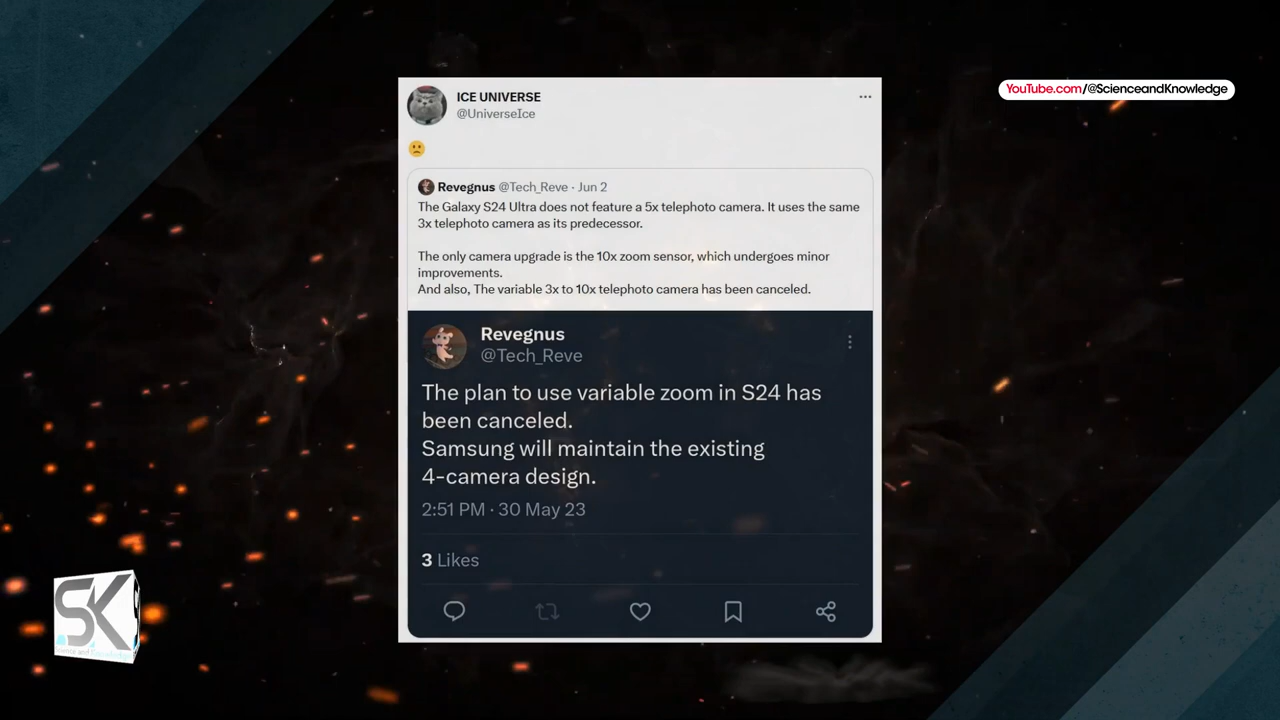 YouTube.com/@ScienceandKnowledge
ICE UNIVERSE
@UniverseIce
Revegnus @Tech_Reve · Jun 2
The Galaxy S24 Ultra does not feature a 5x telephoto camera. It uses the same
3x telephoto camera as its predecessor.
The only camera upgrade is the 10x zoom sensor, which undergoes minor
improvements.
And also, The variable 3x to 10x telephoto camera has been canceled.
Revegnus
@Tech_Reve
The plan to use variable zoom in S24 has
been canceled.
Samsung will maintain the existing
4-camera design.
2:51 PM · 30 May 23
3 Likes
SK
Science and Knowledge